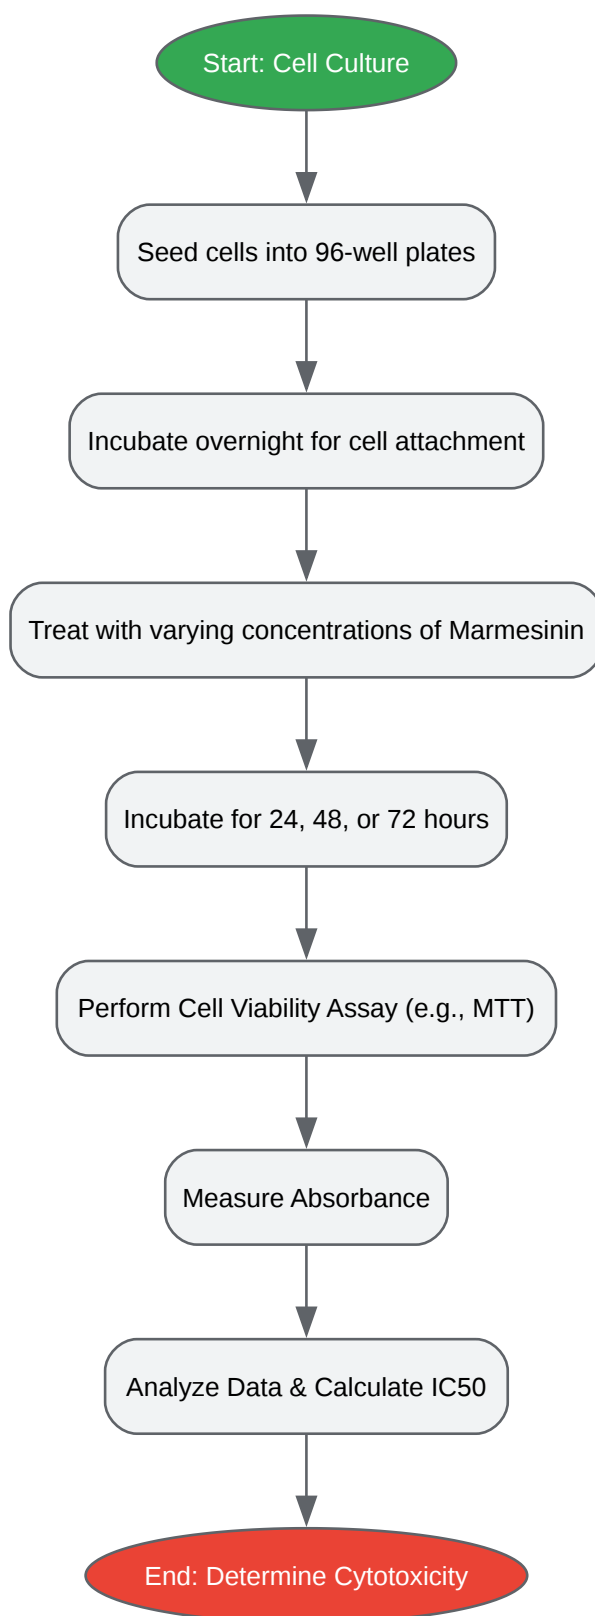 Start: Cell Culture
Seed cells into 96-well plates
Incubate overnight for cell attachment
Treat with varying concentrations of Marmesinin
Incubate for 24, 48, or 72 hours
Perform Cell Viability Assay (e.g., MTT)
Measure Absorbance
Analyze Data & Calculate IC50
End: Determine Cytotoxicity